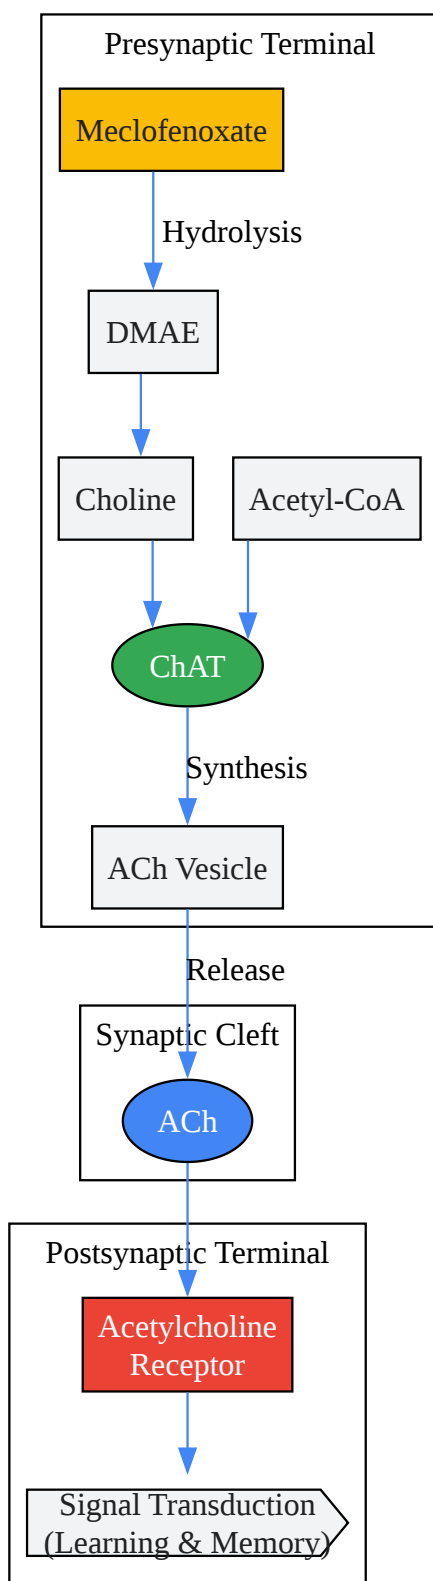 Presynaptic Terminal
Meclofenoxate
Hydrolysis
DMAE
Choline
Acetyl-CoA
ChAT
Synthesis
ACh Vesicle
Release
Synaptic Cleft
ACh
Postsynaptic Terminal
Acetylcholine
Receptor
Signal Transduction
(Learning & Memory)